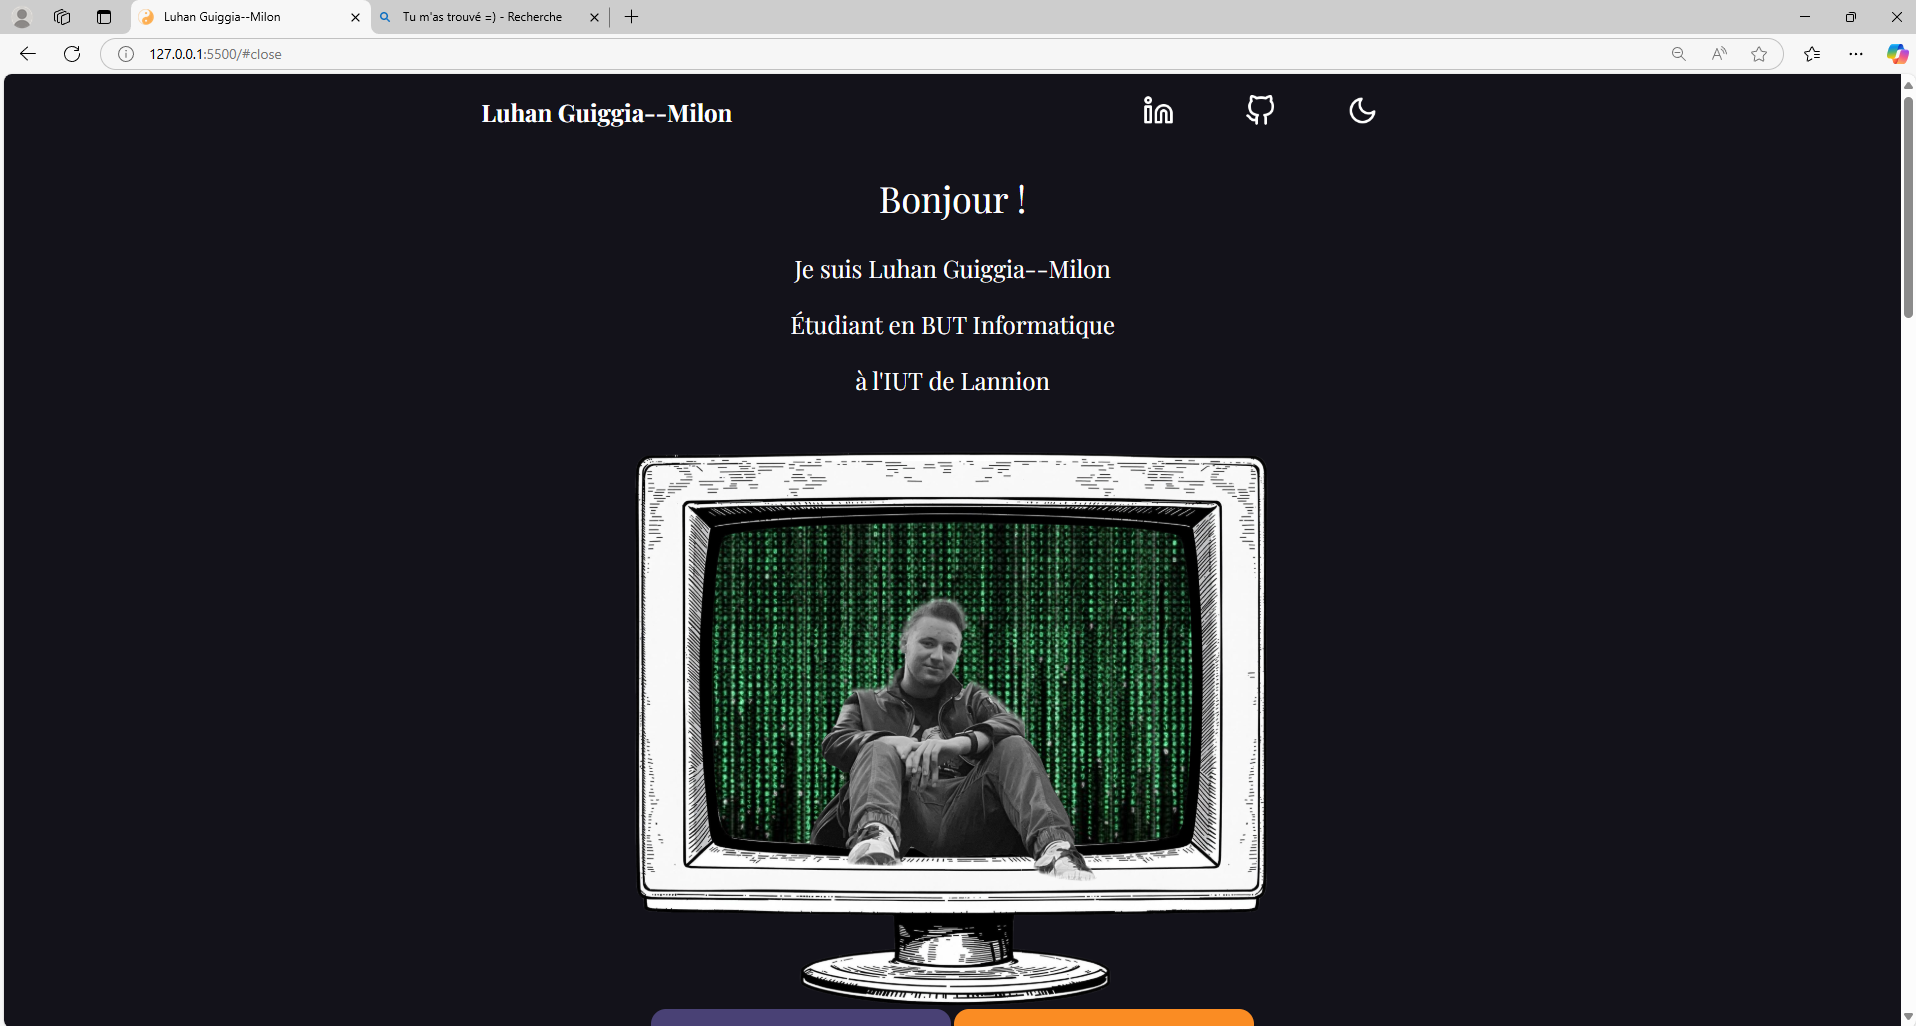 Luhan Guiggia--Milon
Tu m'as trouvé =) - Recherche
127.0.0.1:5500/#close
Luhan Guiggia--Milon
in
Bonjour !
Je suis Luhan Guiggia--Milon
Étudiant en BUT Informatique
à l'IUT de Lannion